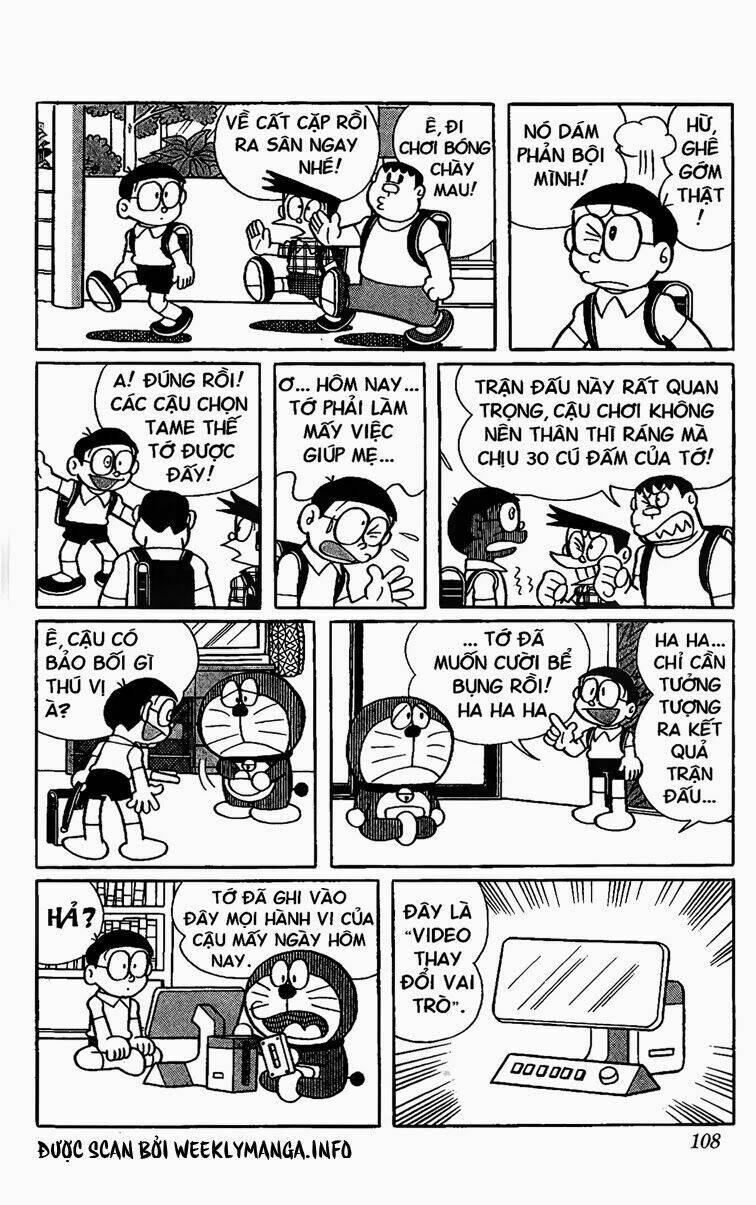 VỀ CẤT CẶP RỒI
RA SÂN NGAY
NHÉ!
Ê, ĐI
CHƠI BÓNG
CHÀY
MAU!
NÓ DÁM
PHẢN BỘI
MÌNH!
HỪ,
GHÊ
GỚM
THẬT
!
A! ĐÚNG RỒI!
CÁC CẬU CHỌN
TAME THẾ
TỚ ĐƯỢC
ĐẤY!
Ơ... HÔM NAY...
TỚ PHẢI LÀM
MẤY VIỆC
GIÚP MẸ...
TRẬN ĐẤU NÀY RẤT QUAN
TRỌNG, CẬU CHƠI KHÔNG
NÊN THÂN THÌ RÁNG MÀ
CHỊU 30 CÚ ĐẤM CỦA TỚ!
Ê, CẬU CÓ
BẢO BỐI GÌ
THÚ VỊ
À?
... TỚ ĐÃ
MUỐN CƯỜI BỂ
BỤNG RỒI!
HA HA HA
HA HA...
CHỈ CẦN
TƯỞNG
TƯỢNG
RA KẾT
QUẢ
TRẬN
ĐẤU...
HẢ?
TỚ ĐÃ GHI VÀO
ĐÂY MỌI HÀNH VI CỦA
CẬU MẤY NGÀY HÔM
NAY.
ĐÂY LÀ
"VIDEO
THAY
ĐỔI VAI
TRÒ".
ĐƯỢC SCAN BỞI WEEKLYMANGA.INFO
108